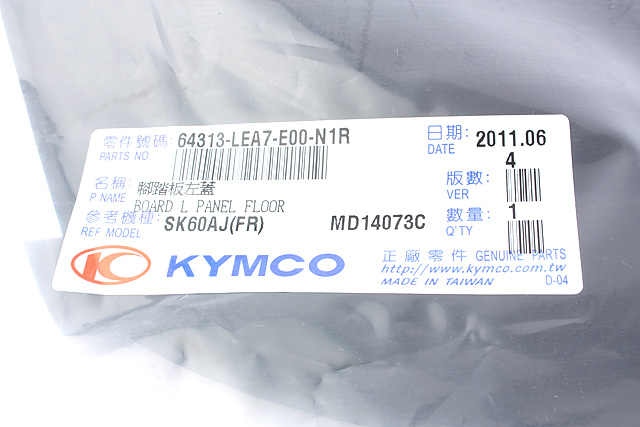 零件號碼: 64313-LEA7-E00-N1R
PARTS NO.
日期: 2011.06
DATE
4
名稱: 腳踏板左蓋
P NAME BOARD L PANEL FLOOR
版數:
VER
參考機種: SK60AJ(FR) MD14073C
REF MODEL
數量: 1
Q'TY
KYMCO
正廠零件 GENUINE PARTS
http://www.kymco.com.tw
MADE IN TAIWAN D-04